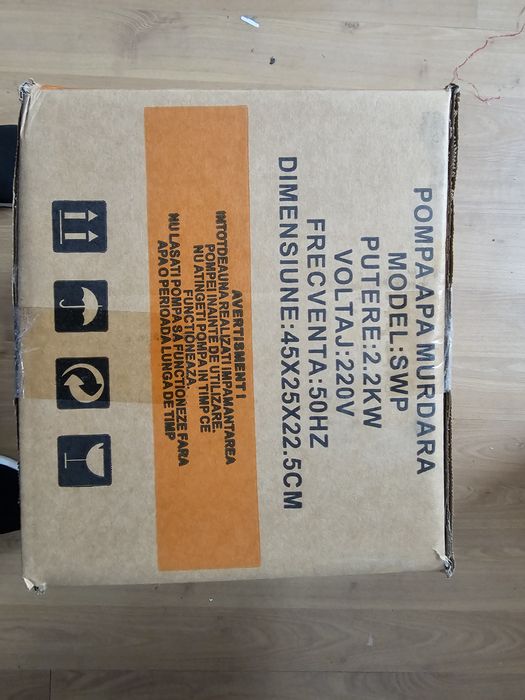 POMPA APA MURDARA
MODEL:SWP
PUTERE:2.2KW
VOLTAJ:220V
FRECVENTA:50HZ
DIMENSIUNE:45X25X22.5CM
AVERTISMENT!
INTOTDEAUNA REALIZATI IMPAMANTAREA
POMPEI INAINTE DE UTILIZARE.
NU ATINGETI POMPA IN TIMP CE
FUNCTIONEAZA.
NU LASATI POMPA SA FUNCTIONEZE FARA
APA O PERIOADA LUNGA DE TIMP